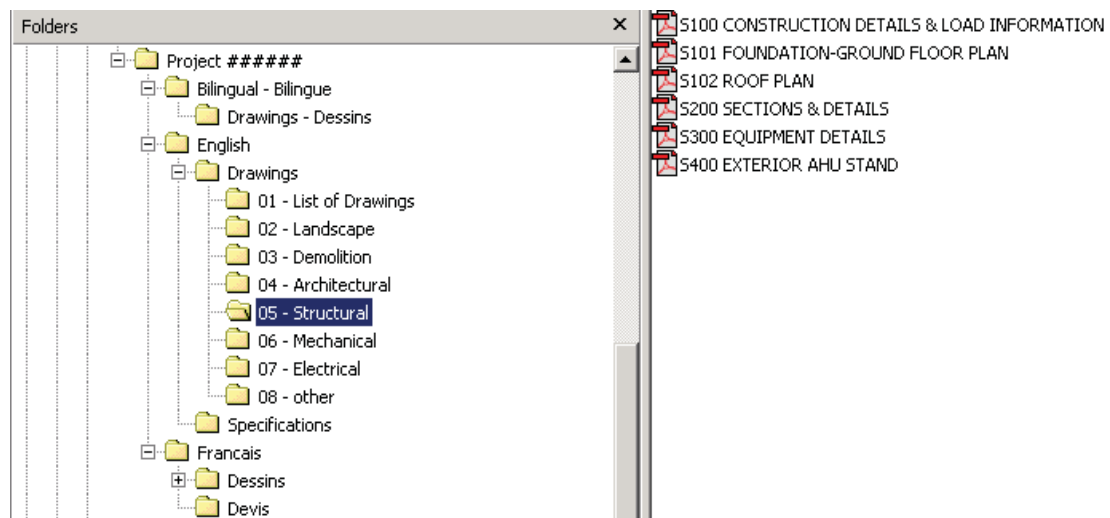 Folders
Project ######
Bilingual - Bilingue
Drawings - Dessins
English
Drawings
01 - List of Drawings
02 - Landscape
03 - Demolition
04 - Architectural
05 - Structural
06 - Mechanical
07 - Electrical
08 - other
Specifications
Francais
Dessins
Devis
S100 CONSTRUCTION DETAILS & LOAD INFORMATION
S101 FOUNDATION-GROUND FLOOR PLAN
S102 ROOF PLAN
S200 SECTIONS & DETAILS
S300 EQUIPMENT DETAILS
S400 EXTERIOR AHU STAND